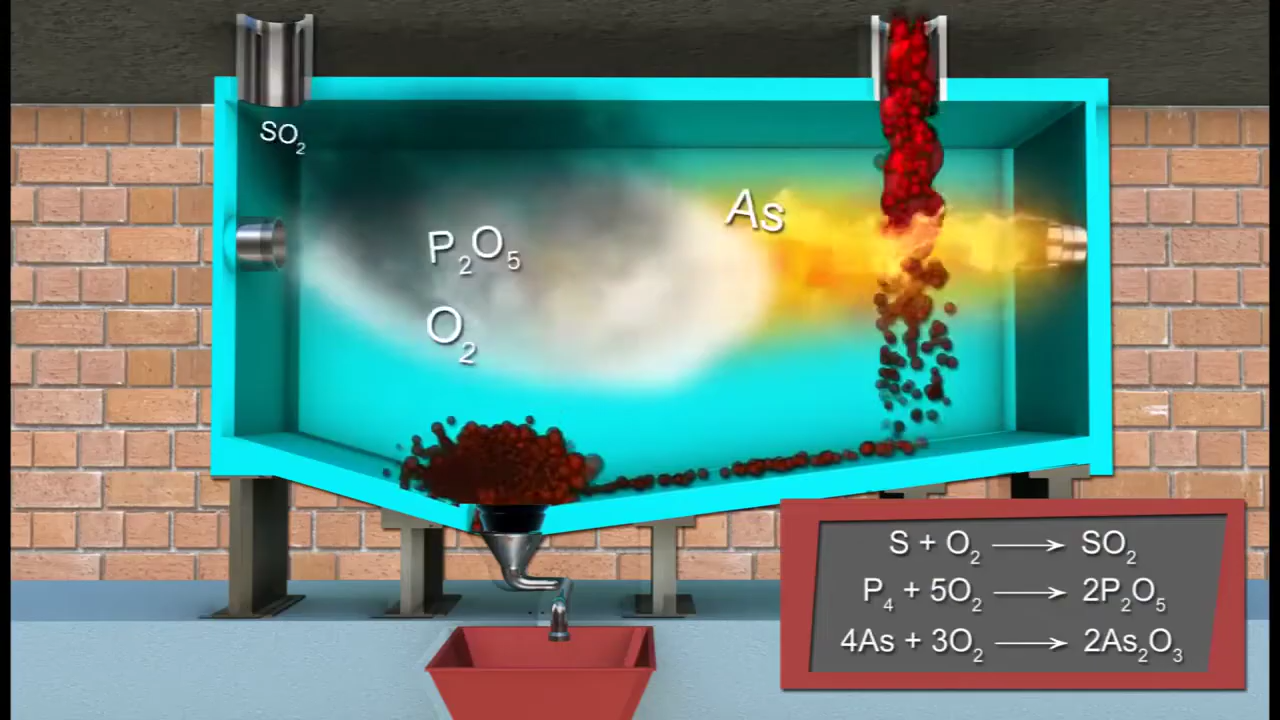 SO₂
As
P₂O₅
O₂
S + O₂ ⟶ SO₂
P₄ + 5O₂ ⟶ 2P₂O₅
4As + 3O₂ ⟶ 2As₂O₃